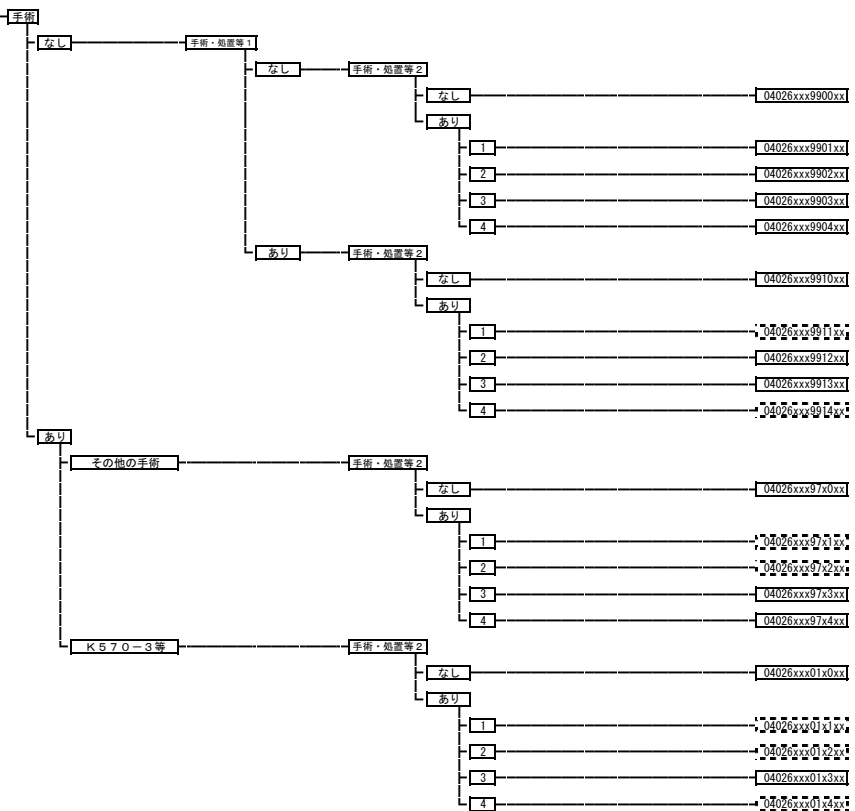 手術
なし 手術・処置等1
なし 手術・処置等2
なし 04026xxx9900xx
あり
1 04026xxx9901xx
2 04026xxx9902xx
3 04026xxx9903xx
4 04026xxx9904xx
あり 手術・処置等2
なし 04026xxx9910xx
あり
1 04026xxx9911xx
2 04026xxx9912xx
3 04026xxx9913xx
4 04026xxx9914xx
あり
その他の手術 手術・処置等2
なし 04026xxx97x0xx
あり
1 04026xxx97x1xx
2 04026xxx97x2xx
3 04026xxx97x3xx
4 04026xxx97x4xx
K570-3等 手術・処置等2
なし 04026xxx01x0xx
あり
1 04026xxx01x1xx
2 04026xxx01x2xx
3 04026xxx01x3xx
4 04026xxx01x4xx